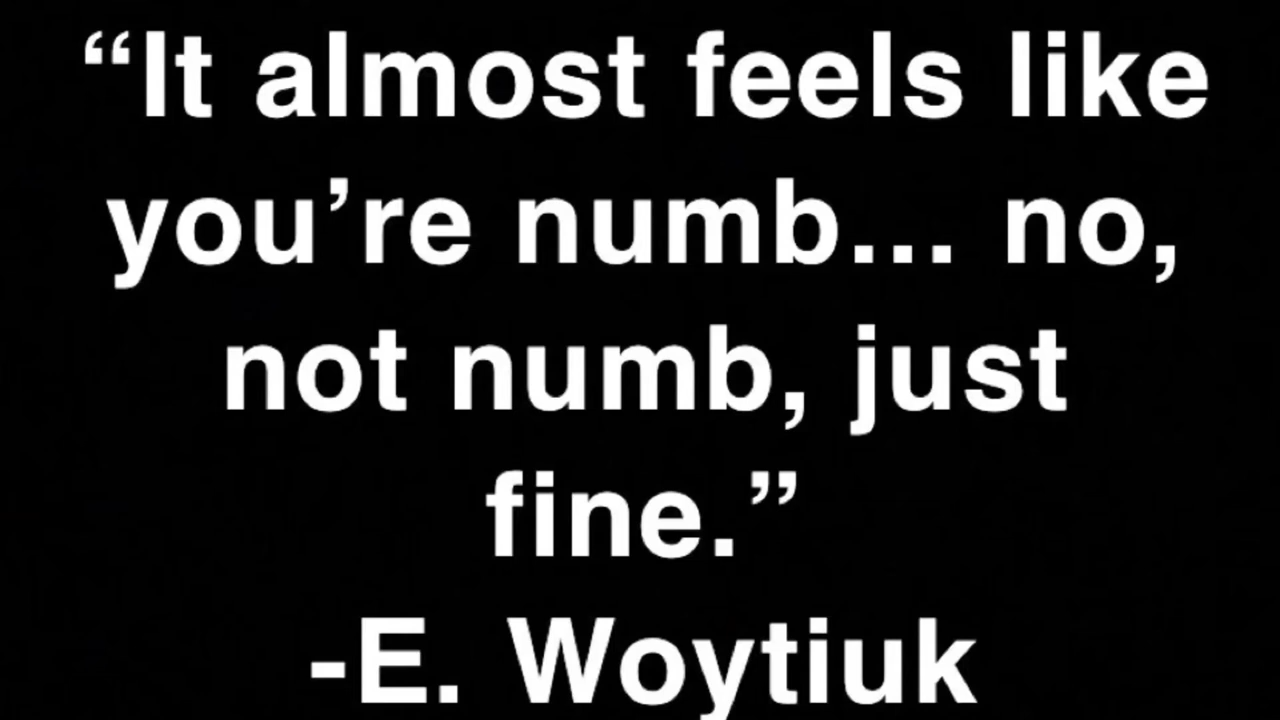 “It almost feels like
you’re numb... no,
not numb, just
fine.”
-E. Woytiuk